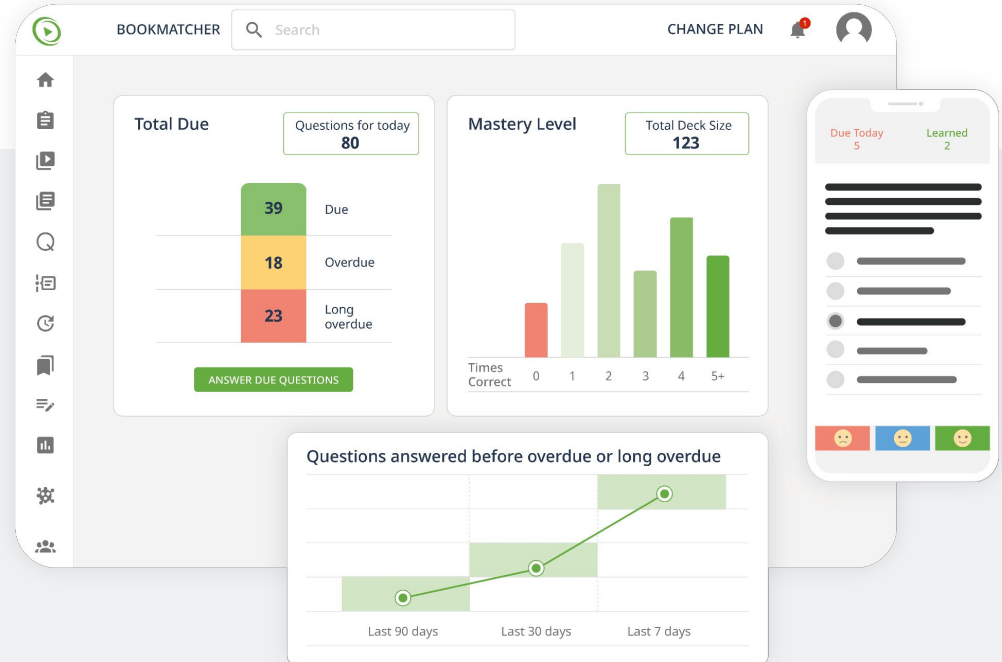 BOOKMATCHER
Search
CHANGE PLAN
1
Total Due
Questions for today
80
39
Due
18
Overdue
23
Long
overdue
ANSWER DUE QUESTIONS
Mastery Level
Total Deck Size
123
Times
Correct
0 1 2 3 4 5+
Due Today
5
Learned
2
Questions answered before overdue or long overdue
Last 90 days
Last 30 days
Last 7 days